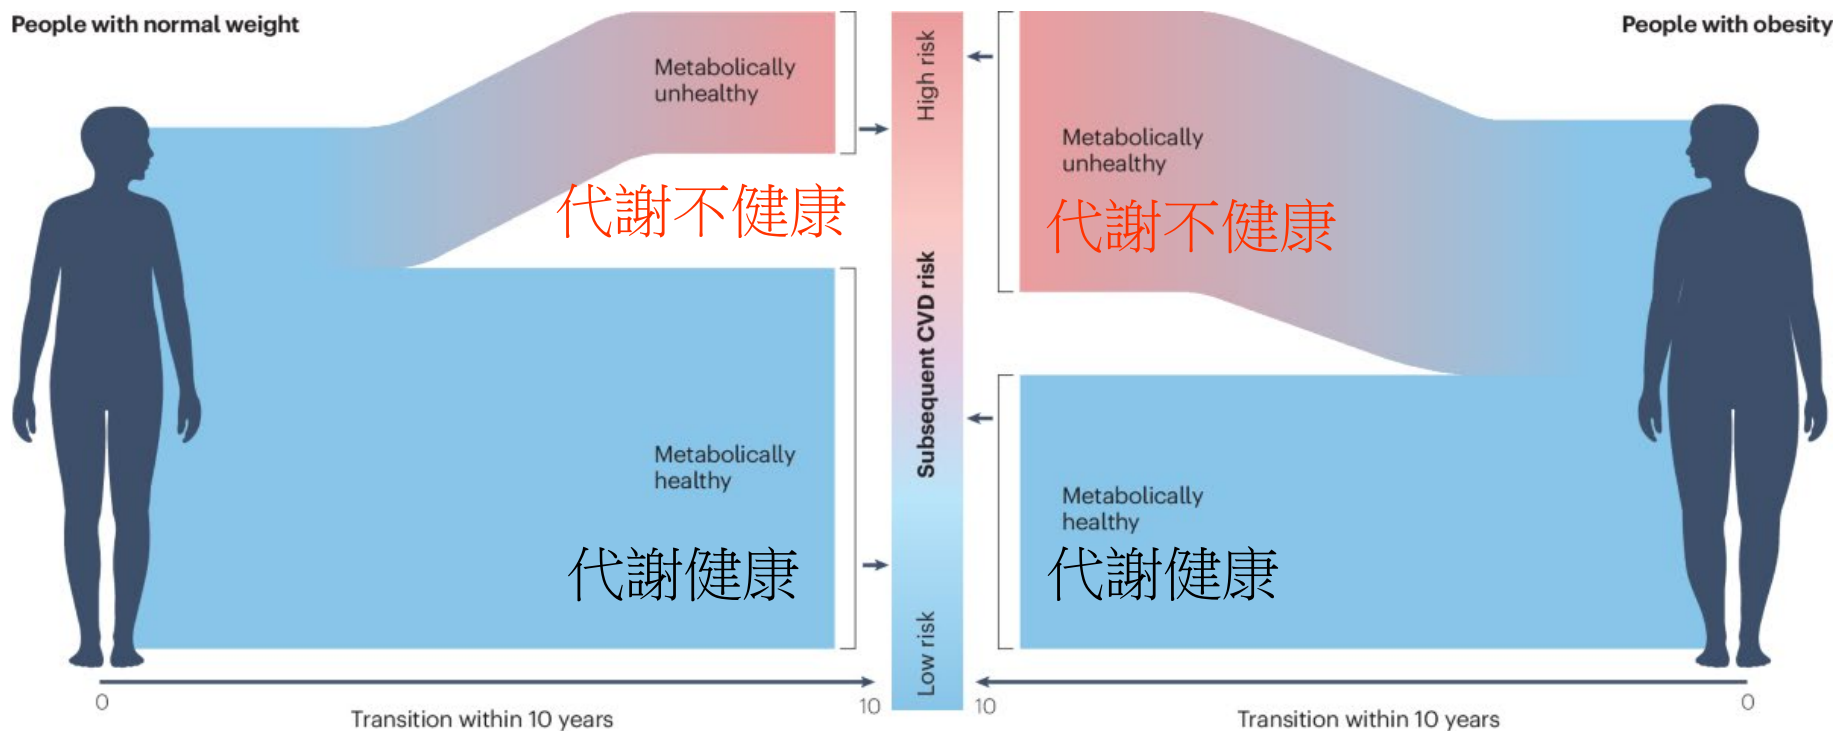 People with normal weight
Metabolically
unhealthy
代謝不健康
Metabolically
healthy
代謝健康
0
10
Transition within 10 years
High risk
Subsequent CVD risk
Low risk
People with obesity
Metabolically
unhealthy
代謝不健康
Metabolically
healthy
代謝健康
10
0
Transition within 10 years